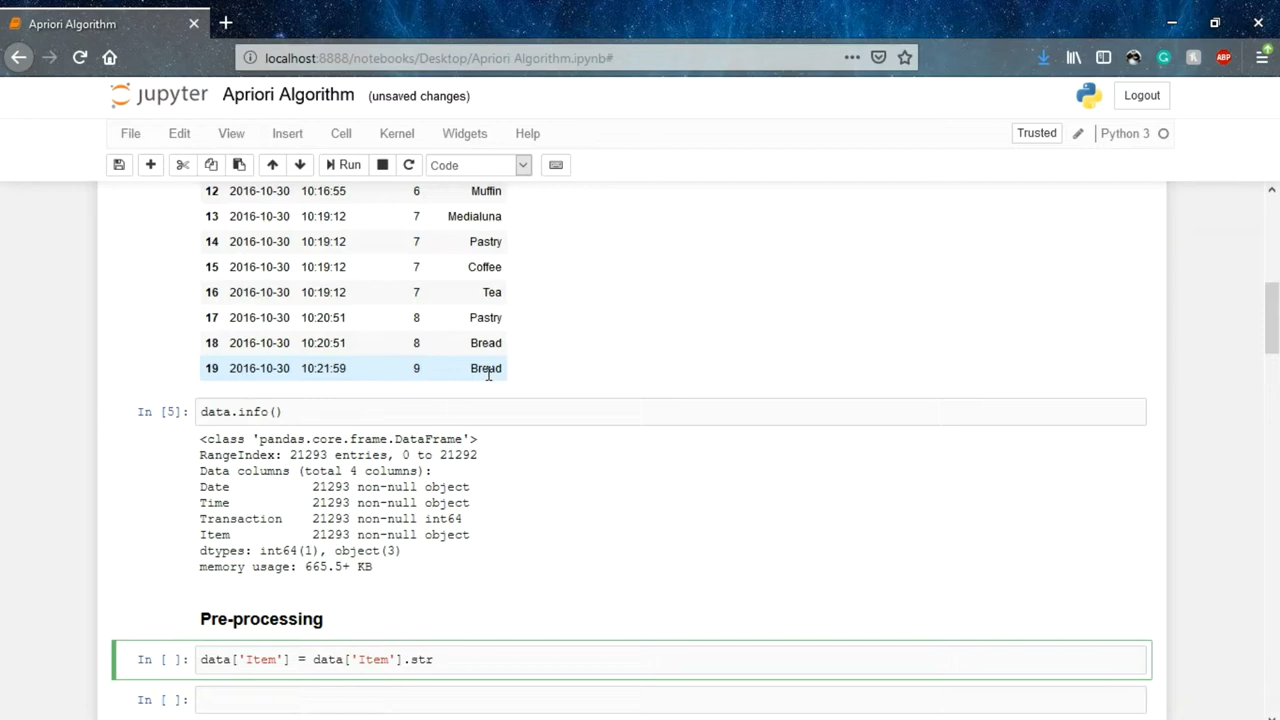 Apriori Algorithm
localhost:8888/notebooks/Desktop/Apriori Algorithm.ipynb#
ABP
jupyter Apriori Algorithm (unsaved changes) Logout
File Edit View Insert Cell Kernel Widgets Help Trusted Python 3
Run Code
12 2016-10-30 10:16:55 6 Muffin
13 2016-10-30 10:19:12 7 Medialuna
14 2016-10-30 10:19:12 7 Pastry
15 2016-10-30 10:19:12 7 Coffee
16 2016-10-30 10:19:12 7 Tea
17 2016-10-30 10:20:51 8 Pastry
18 2016-10-30 10:20:51 8 Bread
19 2016-10-30 10:21:59 9 Bread
In [5]: data.info()
<class 'pandas.core.frame.DataFrame'>
RangeIndex: 21293 entries, 0 to 21292
Data columns (total 4 columns):
Date 21293 non-null object
Time 21293 non-null object
Transaction 21293 non-null int64
Item 21293 non-null object
dtypes: int64(1), object(3)
memory usage: 665.5+ KB
Pre-processing
In [ ]: data['Item'] = data['Item'].str
In [ ]: